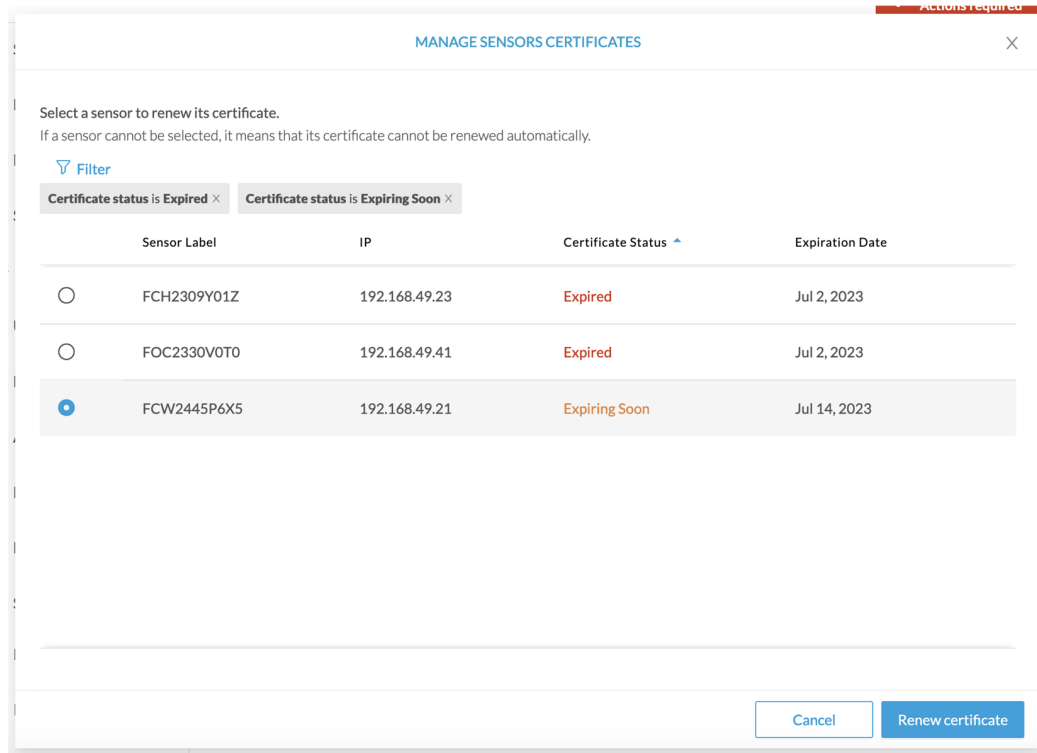 Actions required
MANAGE SENSORS CERTIFICATES
Select a sensor to renew its certificate.
If a sensor cannot be selected, it means that its certificate cannot be renewed automatically.
Filter
Certificate status is Expired × Certificate status is Expiring Soon ×
Sensor Label IP Certificate Status Expiration Date
FCH2309Y01Z 192.168.49.23 Expired Jul 2, 2023
FOC2330V0T0 192.168.49.41 Expired Jul 2, 2023
FCW2445P6X5 192.168.49.21 Expiring Soon Jul 14, 2023
Cancel Renew certificate